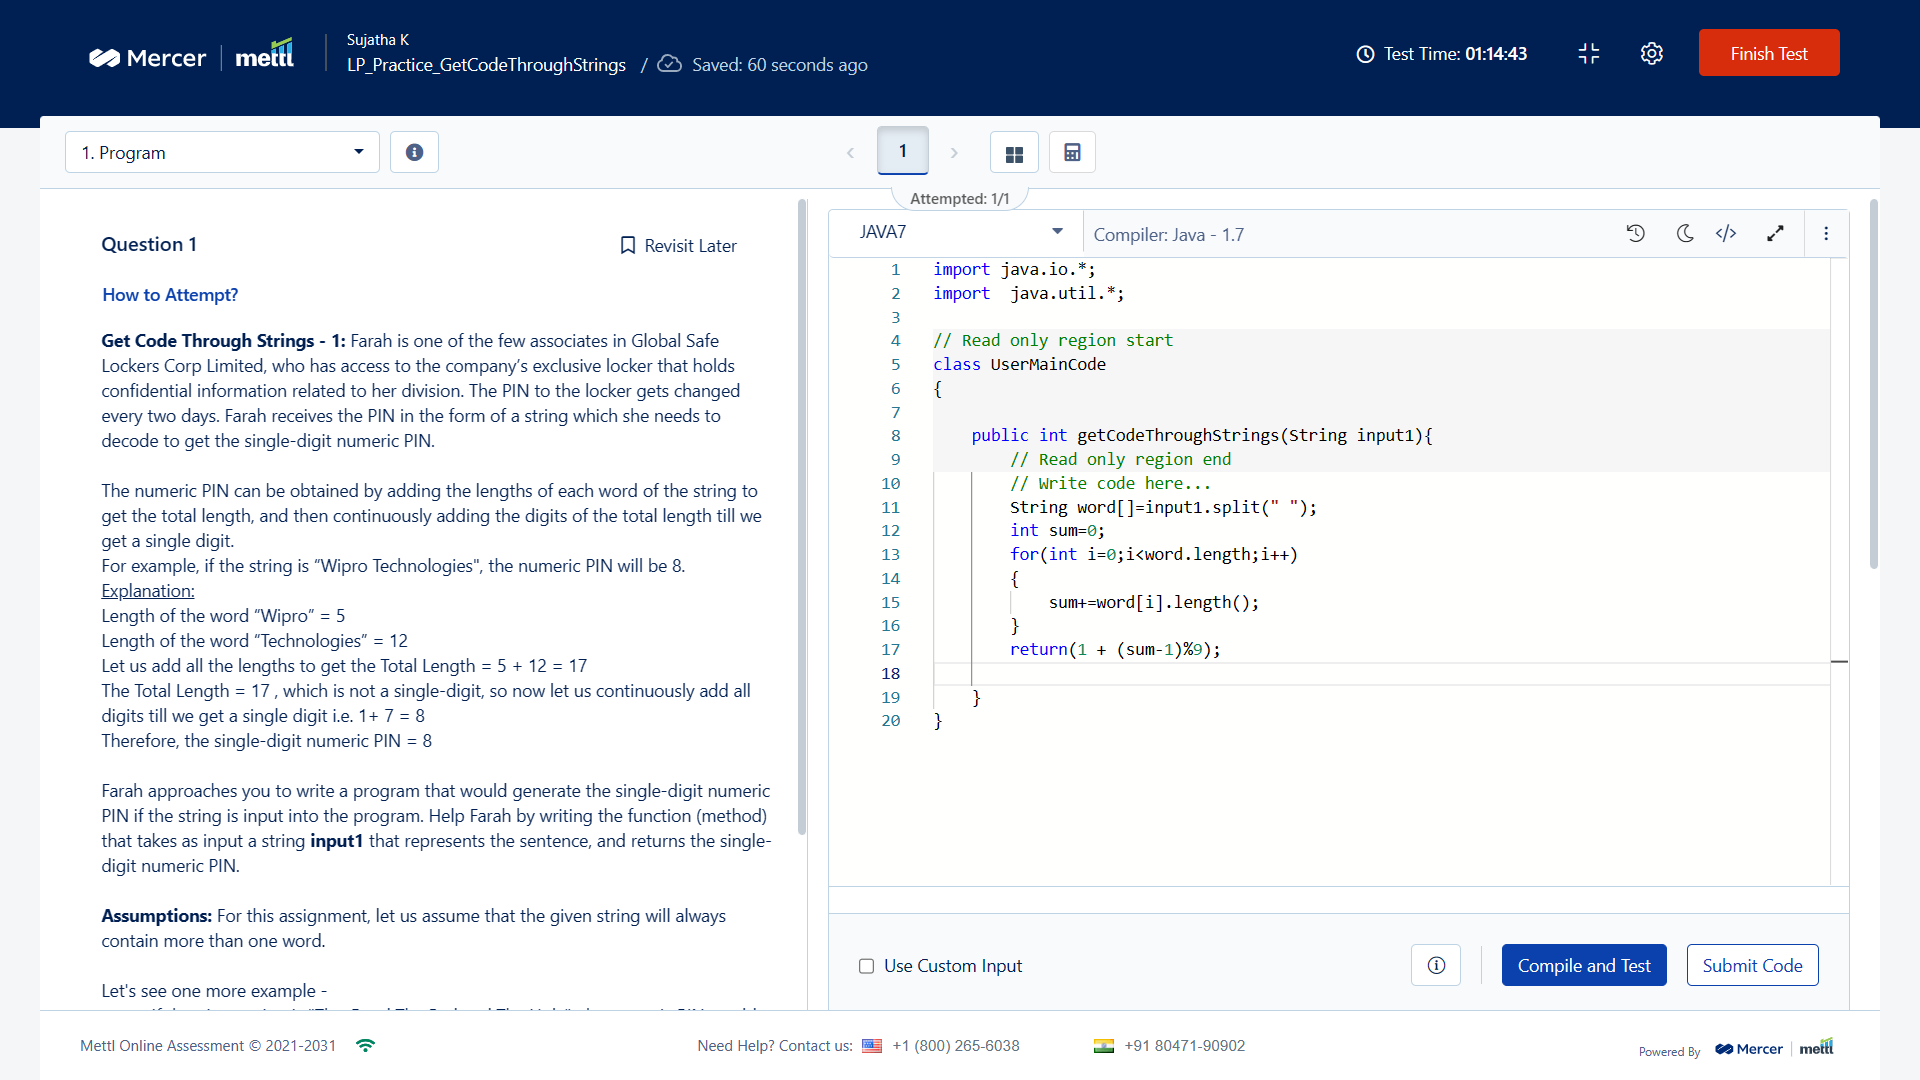 Mercer
mettl
Sujatha K
LP_Practice_GetCodeThroughStrings / Saved: 60 seconds ago
Test Time: 01:14:43
Finish Test
1. Program
1
Attempted: 1/1
Question 1
Revisit Later
How to Attempt?
Get Code Through Strings - 1: Farah is one of the few associates in Global Safe
Lockers Corp Limited, who has access to the company’s exclusive locker that holds
confidential information related to her division. The PIN to the locker gets changed
every two days. Farah receives the PIN in the form of a string which she needs to
decode to get the single-digit numeric PIN.
The numeric PIN can be obtained by adding the lengths of each word of the string to
get the total length, and then continuously adding the digits of the total length till we
get a single digit.
For example, if the string is “Wipro Technologies", the numeric PIN will be 8.
Explanation:
Length of the word “Wipro” = 5
Length of the word “Technologies” = 12
Let us add all the lengths to get the Total Length = 5 + 12 = 17
The Total Length = 17 , which is not a single-digit, so now let us continuously add all
digits till we get a single digit i.e. 1+ 7 = 8
Therefore, the single-digit numeric PIN = 8
Farah approaches you to write a program that would generate the single-digit numeric
PIN if the string is input into the program. Help Farah by writing the function (method)
that takes as input a string input1 that represents the sentence, and returns the single-
digit numeric PIN.
Assumptions: For this assignment, let us assume that the given string will always
contain more than one word.
Let's see one more example -
JAVA7
Compiler: Java - 1.7
1 import java.io.*;
2 import  java.util.*;
3
4 // Read only region start
5 class UserMainCode
6 {
7
8     public int getCodeThroughStrings(String input1){
9         // Read only region end
10         // Write code here...
11         String word[]=input1.split(" ");
12         int sum=0;
13         for(int i=0;i<word.length;i++)
14         {
15             sum+=word[i].length();
16         }
17         return(1 + (sum-1)%9);
18
19     }
20 }
Use Custom Input
Compile and Test
Submit Code
Mettl Online Assessment © 2021-2031
Need Help? Contact us: +1 (800) 265-6038
+91 80471-90902
Powered By
Mercer
mettl